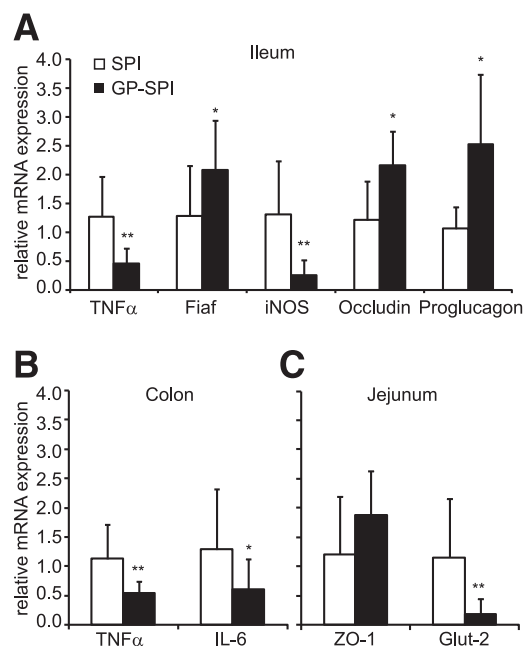 A
Ileum
SPI
GP-SPI
relative mRNA expression
4.0
3.5
3.0
2.5
2.0
1.5
1.0
0.5
0.0
* * * ** **
TNFα Fiaf iNOS Occludin Proglucagon
B
Colon
relative mRNA expression
4.0
3.5
3.0
2.5
2.0
1.5
1.0
0.5
0.0
** *
TNFα IL-6
C
Jejunum
**
ZO-1 Glut-2